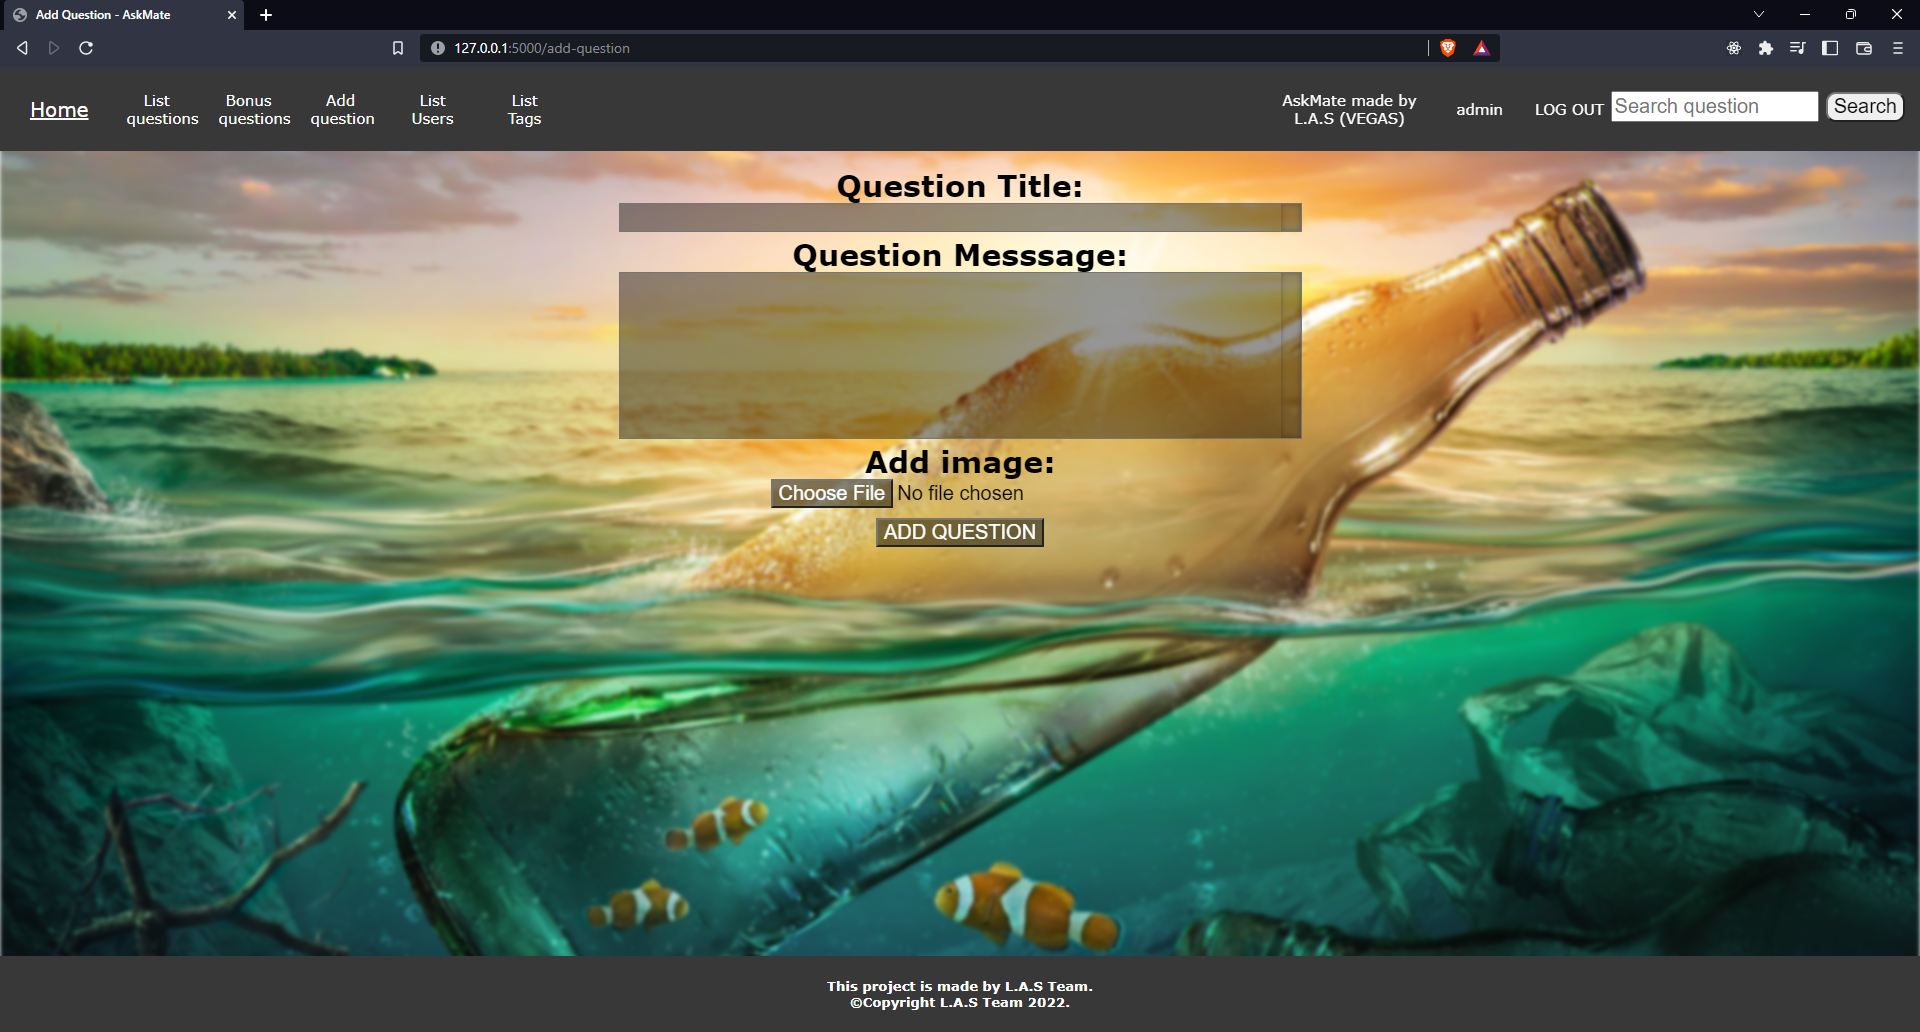 Add Question - AskMate
127.0.0.1:5000/add-question
Home
List
questions
Bonus
questions
Add
question
List
Users
List
Tags
AskMate made by
L.A.S (VEGAS)
admin
LOG OUT
Search question
Search
Question Title:
Question Messsage:
Add image:
Choose File No file chosen
ADD QUESTION
This project is made by L.A.S Team.
©Copyright L.A.S Team 2022.